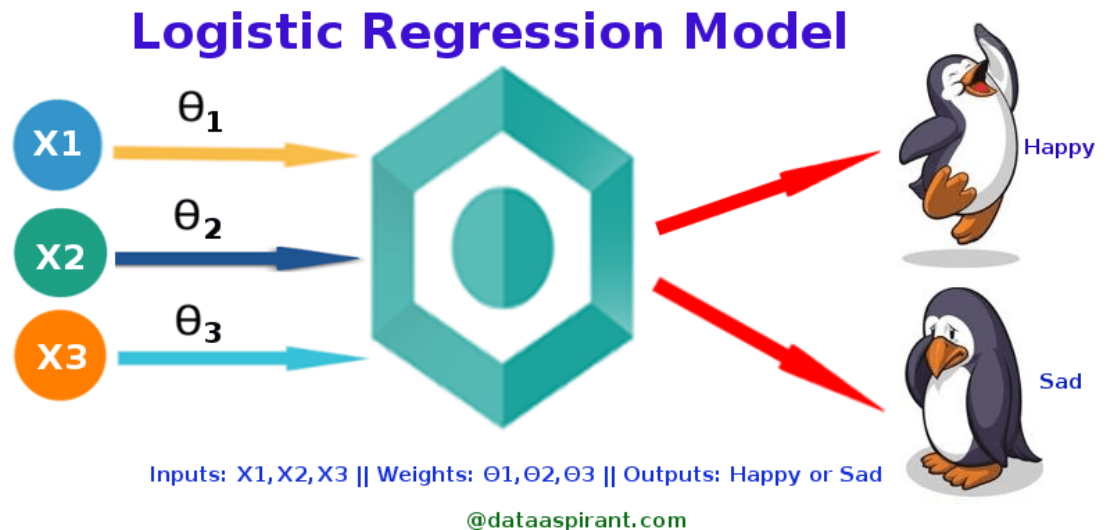 Logistic Regression Model
X1
θ1
X2
θ2
X3
θ3
Happy
Sad
Inputs: X1,X2,X3 || Weights: Θ1,Θ2,Θ3 || Outputs: Happy or Sad
@dataaspirant.com